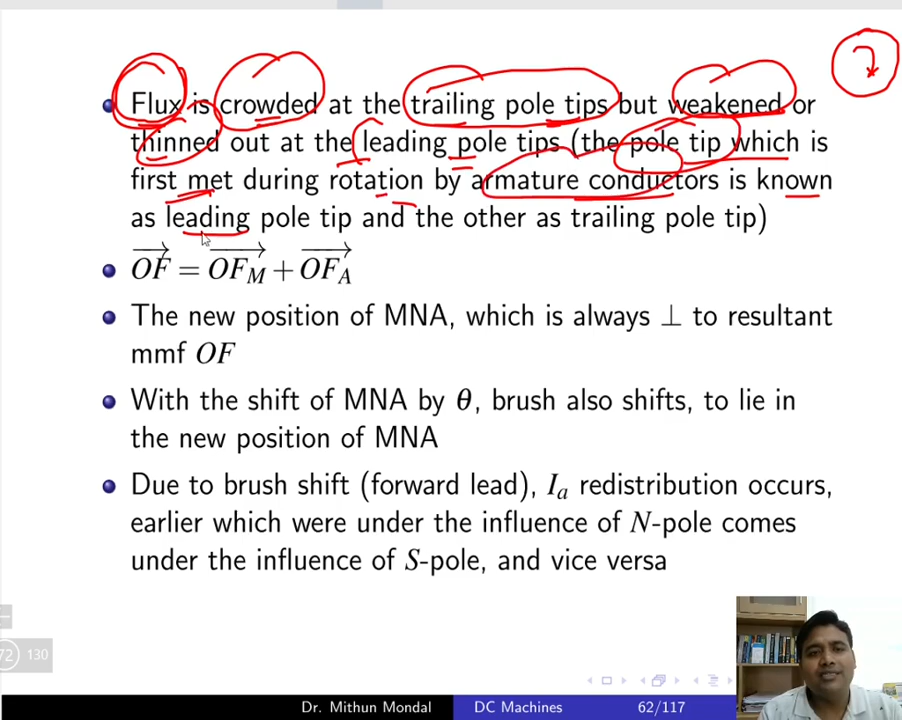 Flux is crowded at the trailing pole tips but weakened or
thinned out at the leading pole tips (the pole tip which is
first met during rotation by armature conductors is known
as leading pole tip and the other as trailing pole tip)
OF = OF_M + OF_A
The new position of MNA, which is always ⊥ to resultant
mmf OF
With the shift of MNA by θ, brush also shifts, to lie in
the new position of MNA
Due to brush shift (forward lead), I_a redistribution occurs,
earlier which were under the influence of N-pole comes
under the influence of S-pole, and vice versa
72 130
Dr. Mithun Mondal DC Machines 62/117